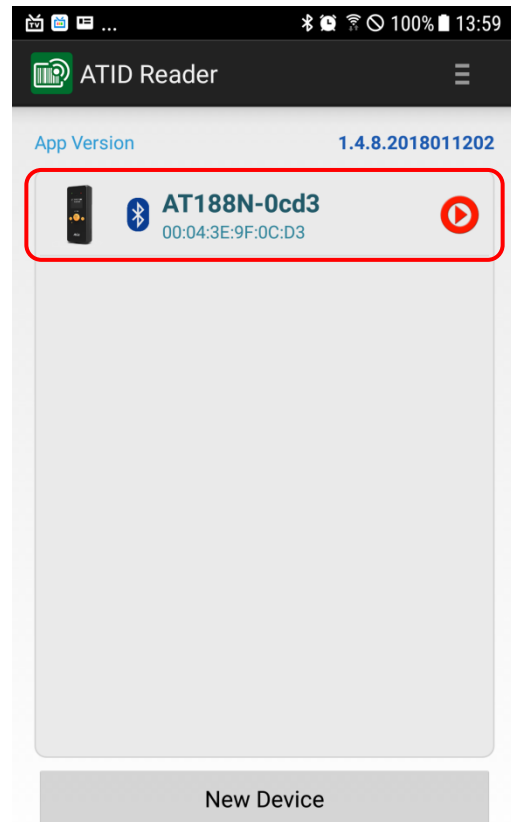 ... 100% 13:59
ATID Reader
App Version 1.4.8.2018011202
AT188N-0cd3
00:04:3E:9F:0C:D3
New Device